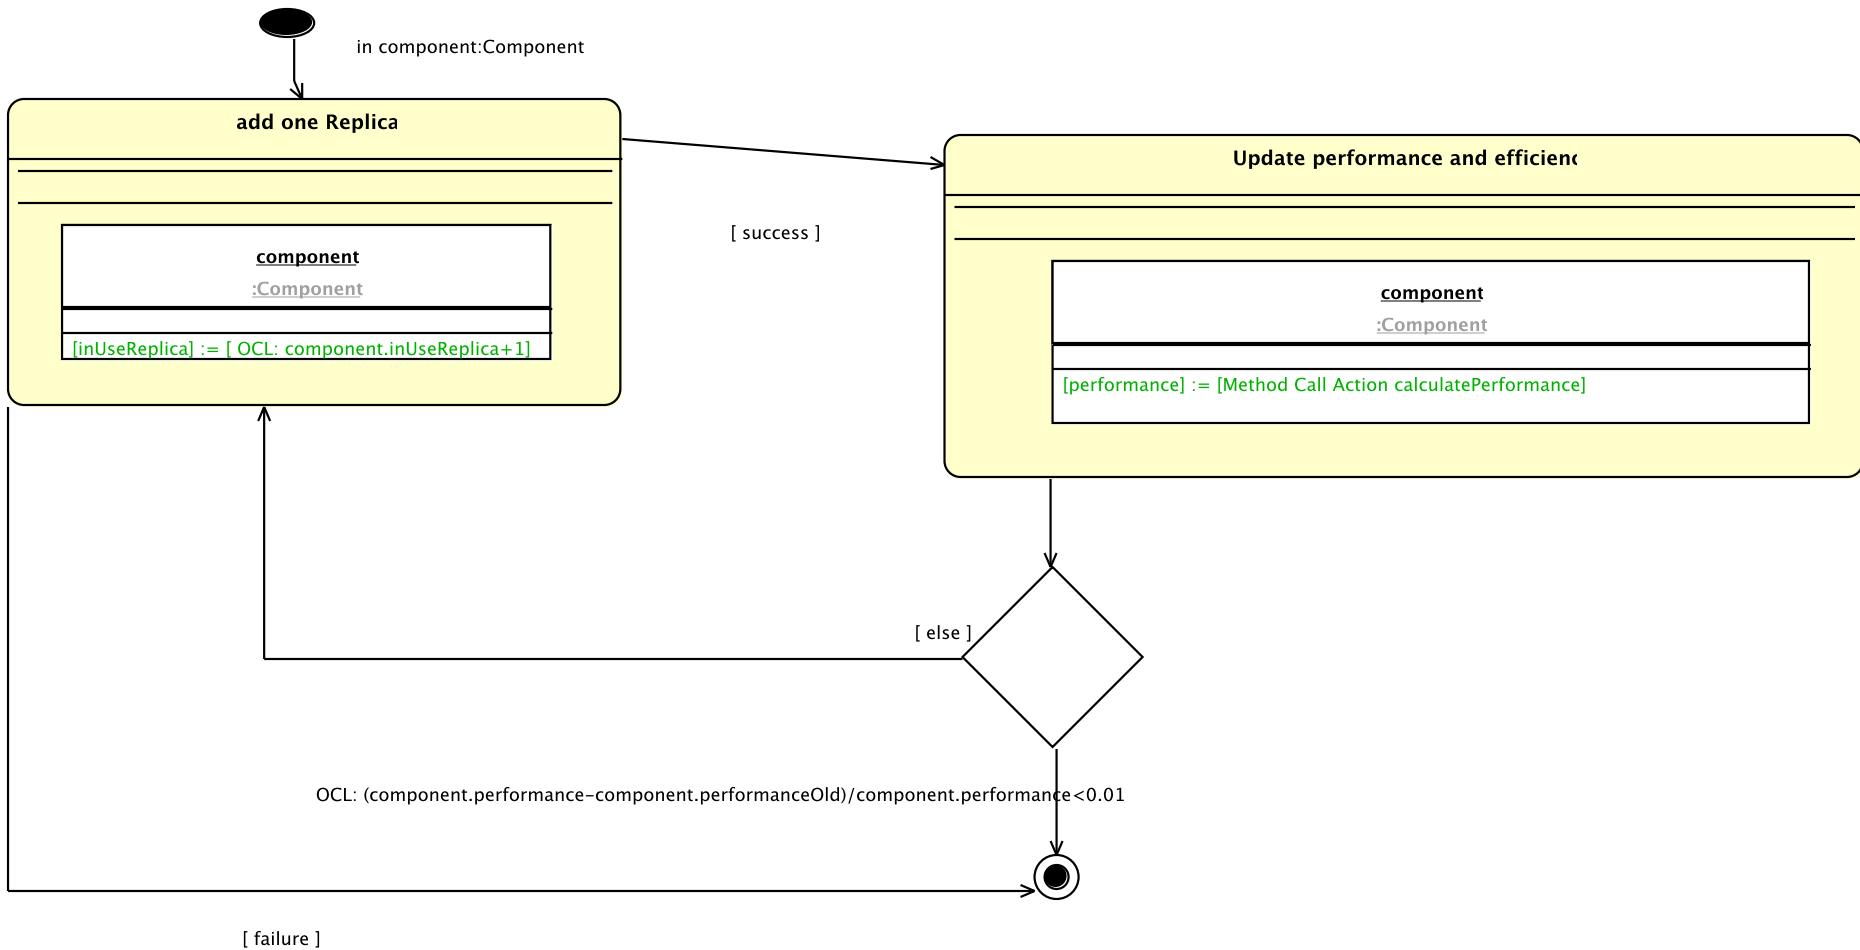 in component:Component
add one Replica
component
:Component
[inUseReplica] := [ OCL: component.inUseReplica+1]
[ success ]
Update performance and efficienc
component
:Component
[performance] := [Method Call Action calculatePerformance]
[ else ]
OCL: (component.performance-component.performanceOld)/component.performance<0.01
[ failure ]